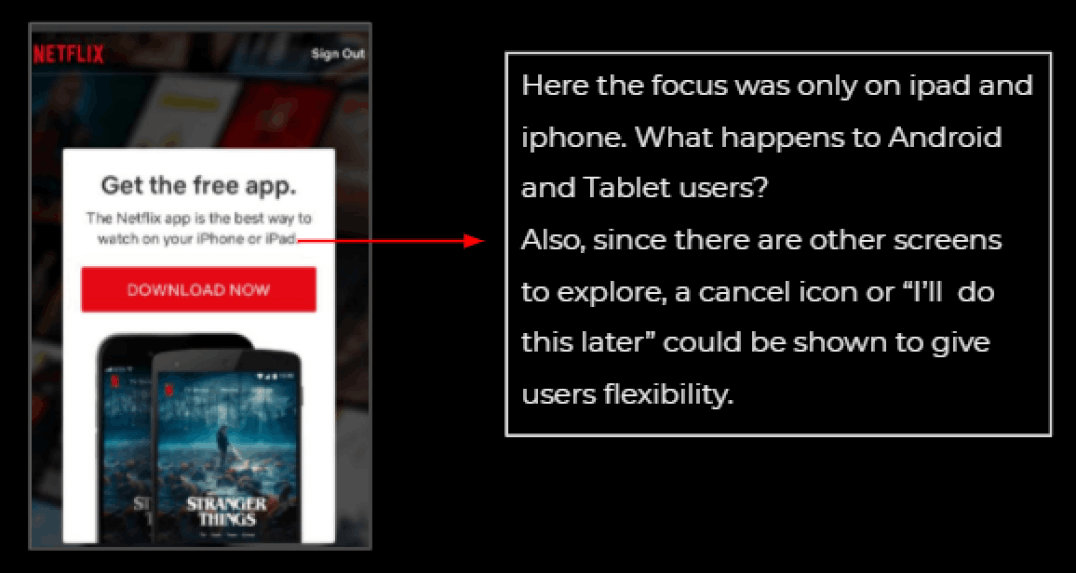 NETFLIX
Sign Out
Get the free app.
The Netflix app is the best way to
watch on your iPhone or iPad.
DOWNLOAD NOW
STRANGER
THINGS
Here the focus was only on ipad and
iphone. What happens to Android
and Tablet users?
Also, since there are other screens
to explore, a cancel icon or “I’ll do
this later” could be shown to give
users flexibility.